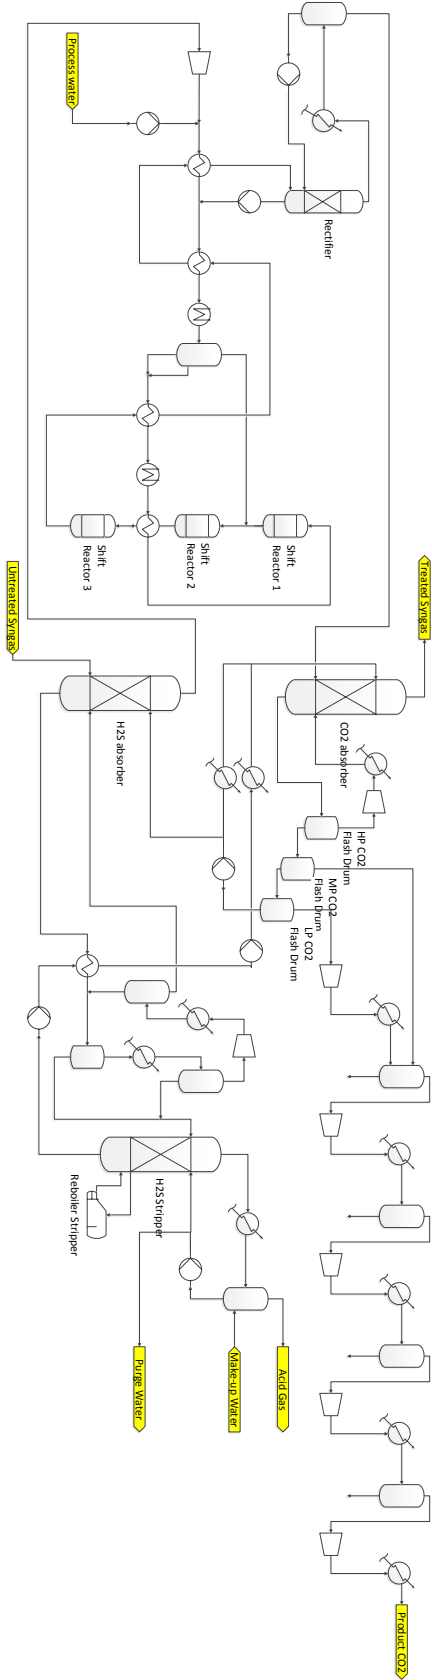 Process water
Rectifier
Shift
Reactor 1
Shift
Reactor 2
Shift
Reactor 3
Untreated Syngas
Treated Syngas
H2S absorber
CO2 absorber
HP CO2
Flash Drum
MP CO2
Flash Drum
LP CO2
Flash Drum
H2S Stripper
Reboiler Stripper
Purge Water
Make-up Water
Acid Gas
Product CO2